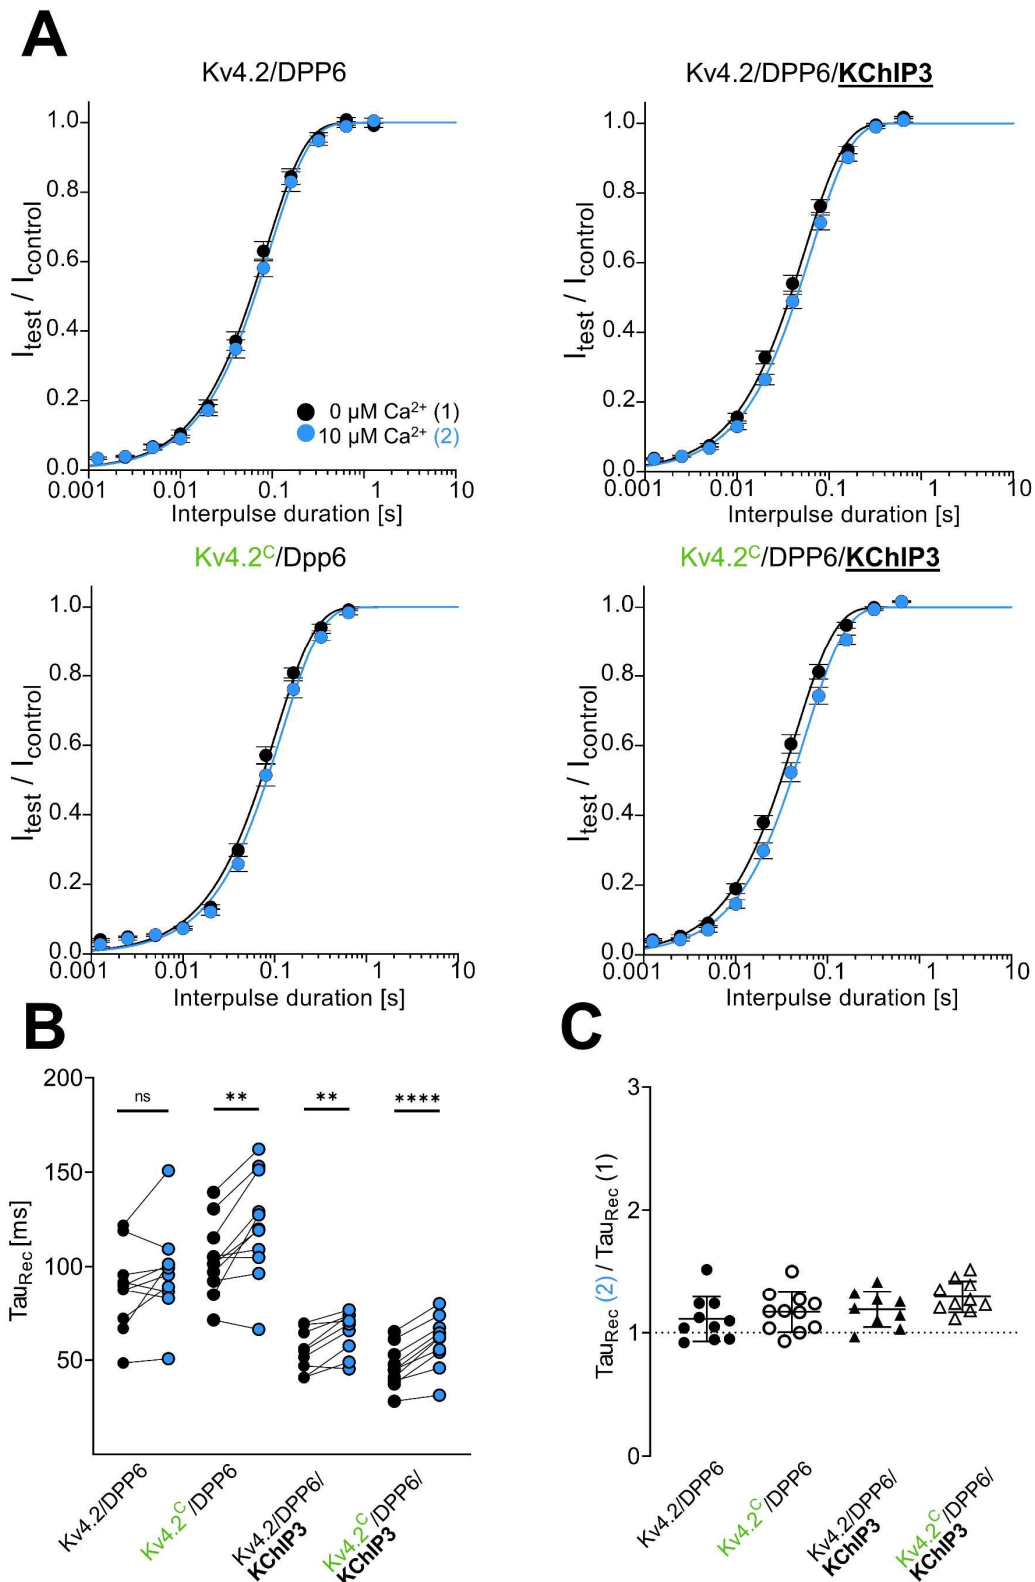 A
Kv4.2/DPP6
1.0
0.8
0.6
0.4
0.2
0.0
Itest / Icontrol
0 µM Ca2+ (1)
10 µM Ca2+ (2)
0.001 0.01 0.1 1 10
Interpulse duration [s]
Kv4.2/DPP6/KChIP3
1.0
0.8
0.6
0.4
0.2
0.0
Itest / Icontrol
0.001 0.01 0.1 1 10
Interpulse duration [s]
Kv4.2C/Dpp6
1.0
0.8
0.6
0.4
0.2
0.0
Itest / Icontrol
0.001 0.01 0.1 1 10
Interpulse duration [s]
Kv4.2C/DPP6/KChIP3
1.0
0.8
0.6
0.4
0.2
0.0
Itest / Icontrol
0.001 0.01 0.1 1 10
Interpulse duration [s]
B
200
150
100
50
TauRec [ms]
ns ** ** ****
Kv4.2/DPP6
Kv4.2C/DPP6
Kv4.2/DPP6/
KChIP3
Kv4.2C/DPP6/
KChIP3
C
3
2
1
0
TauRec (2) / TauRec (1)
Kv4.2/DPP6
Kv4.2C/DPP6
Kv4.2/DPP6/
KChIP3
Kv4.2C/DPP6/
KChIP3